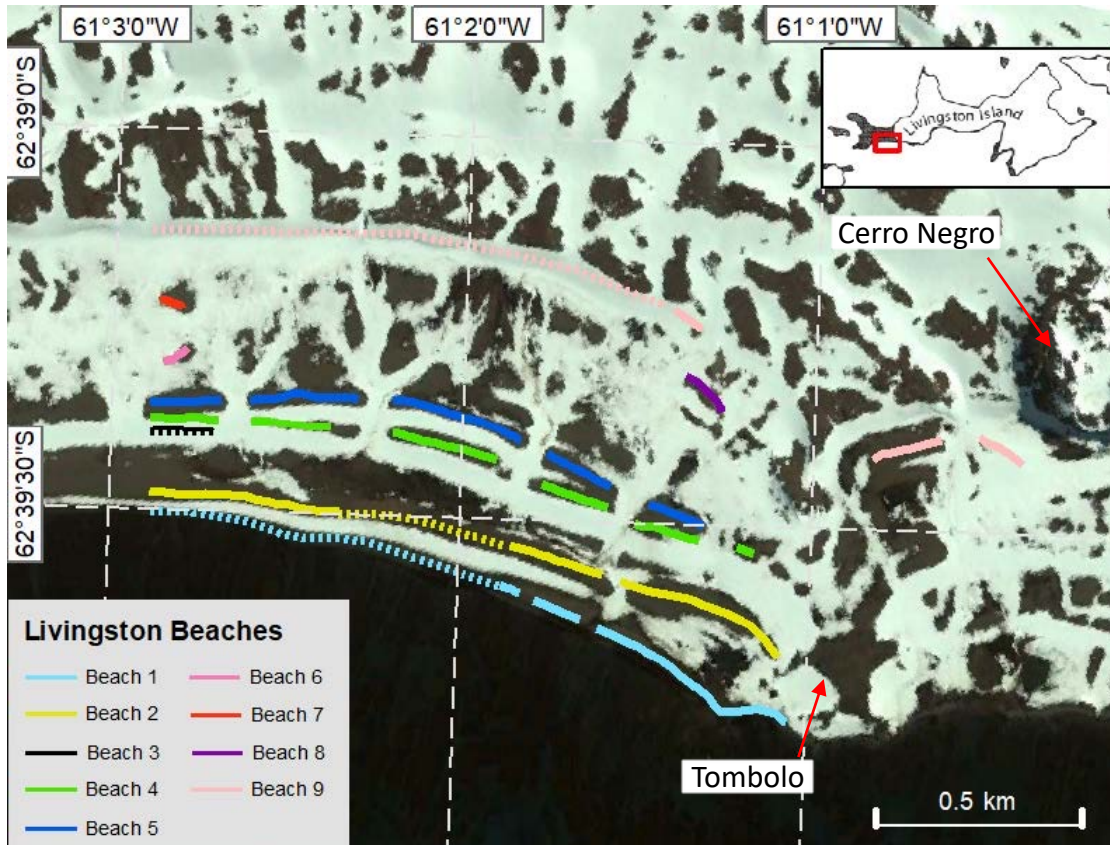 61°3'0"W
61°2'0"W
61°1'0"W
62°39'0"S
Livingston Island
Cerro Negro
62°39'30"S
Livingston Beaches
Beach 1
Beach 6
Beach 2
Beach 7
Beach 3
Beach 8
Beach 4
Beach 9
Beach 5
Tombolo
0.5 km